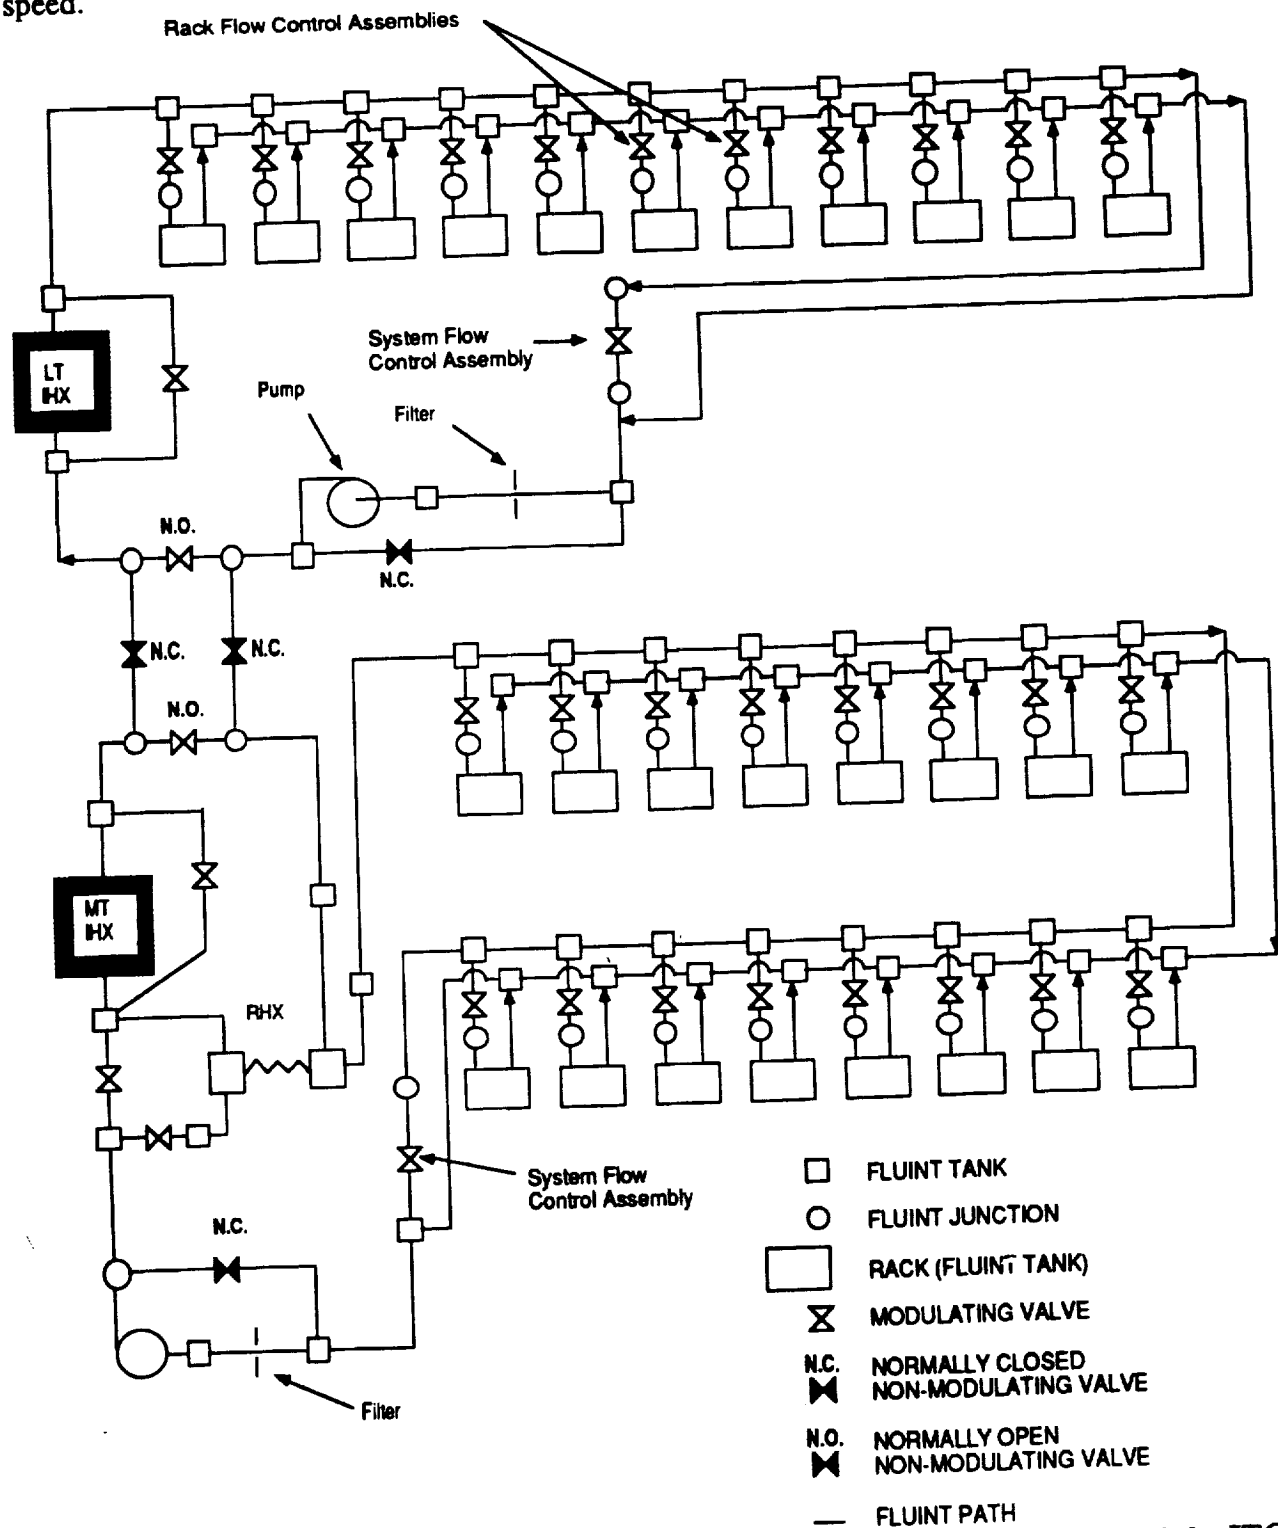 speed.
Rack Flow Control Assemblies
System Flow
Control Assembly
LT
IHX
Pump
Filter
N.O.
N.C.
N.C.
N.C.
N.O.
MT
IHX
RHX
System Flow
Control Assembly
N.C.
Filter
FLUINT TANK
FLUINT JUNCTION
RACK (FLUINT TANK)
MODULATING VALVE
N.C. NORMALLY CLOSED
NON-MODULATING VALVE
N.O. NORMALLY OPEN
NON-MODULATING VALVE
FLUINT PATH